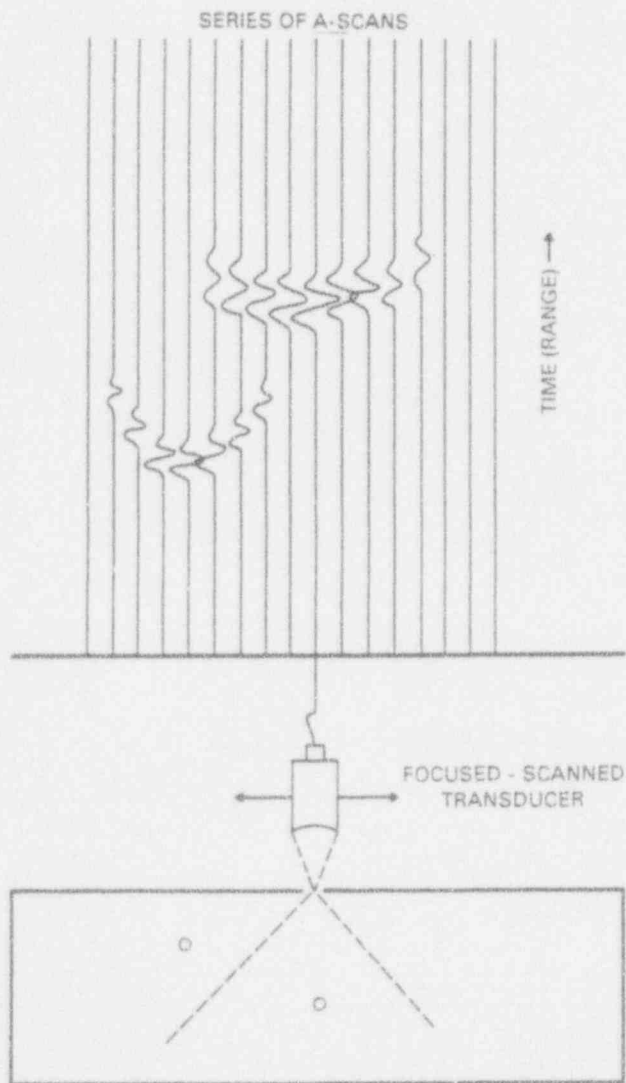 SERIES OF A-SCANS
TIME (RANGE) →
FOCUSED - SCANNED
TRANSDUCER